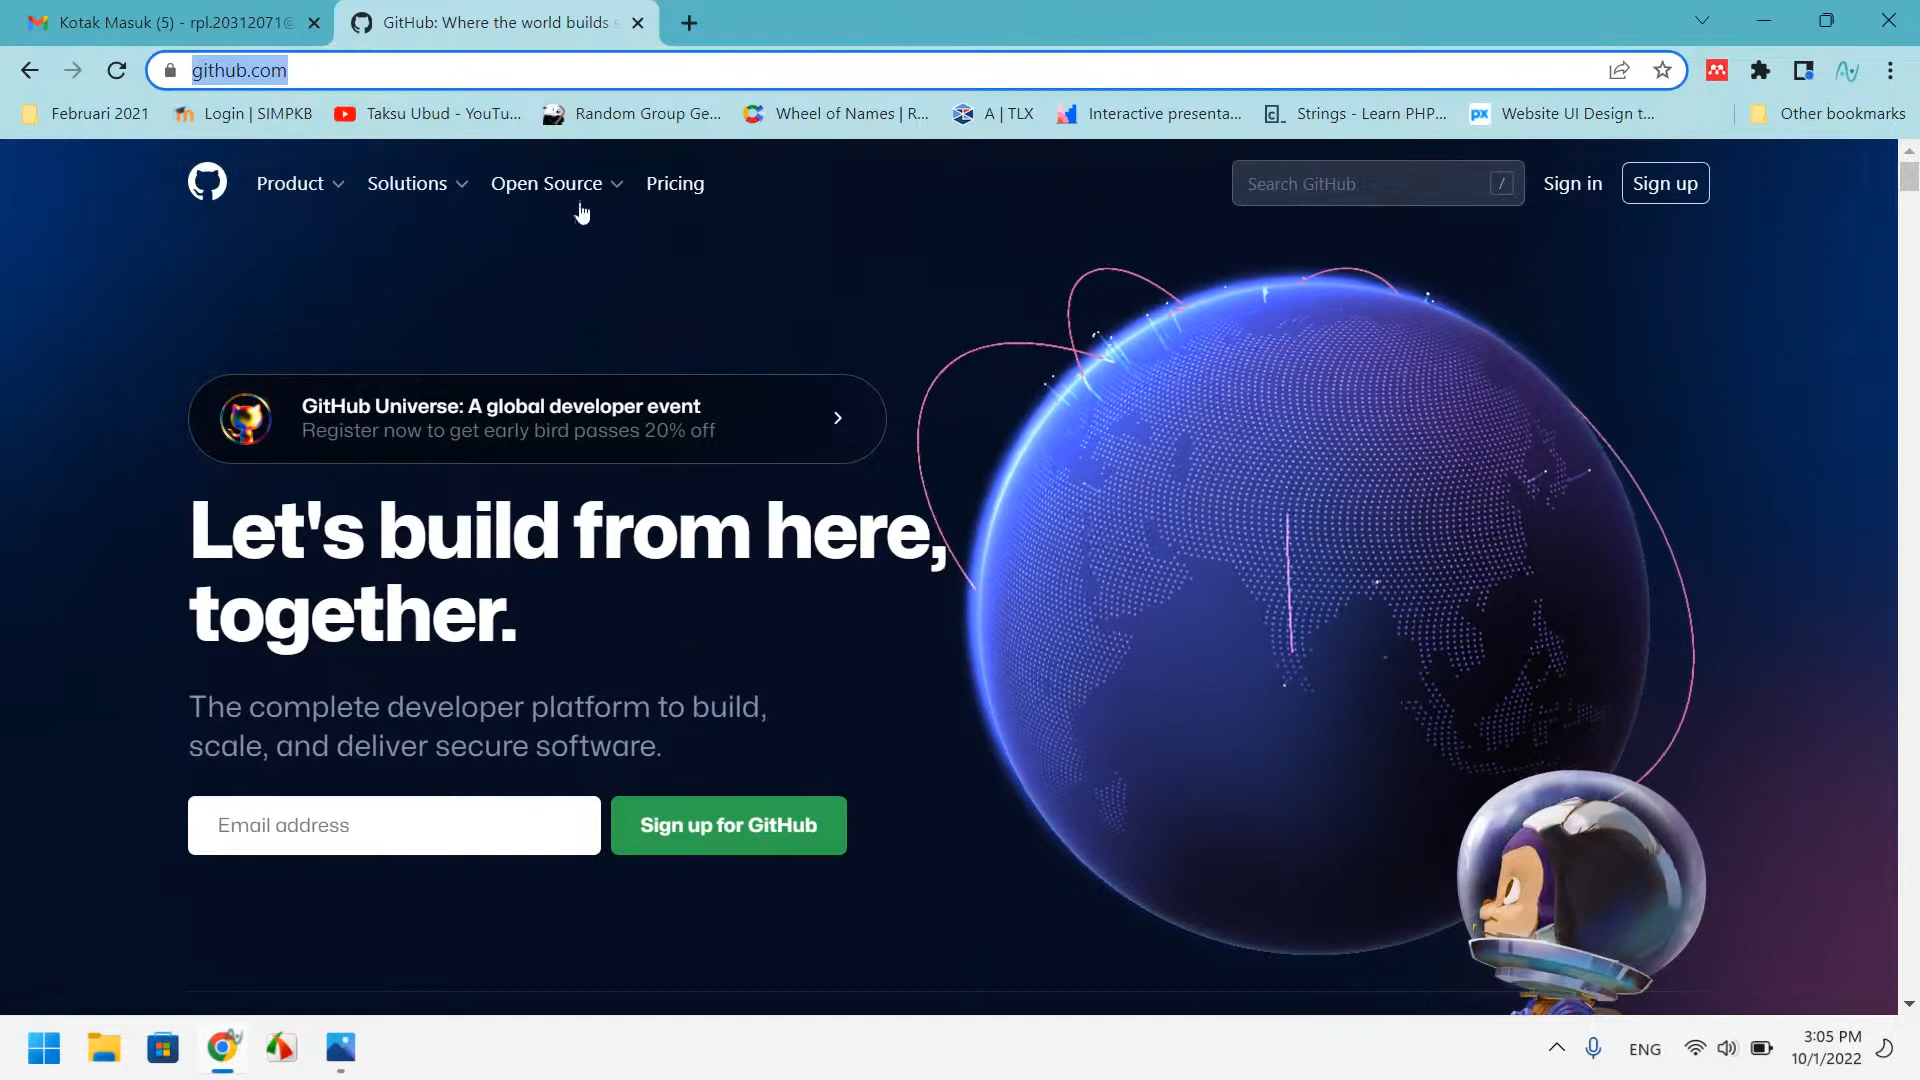 Kotak Masuk (5) - rpl.20312071@
GitHub: Where the world builds s
github.com
Februari 2021
Login | SIMPKB
Taksu Ubud - YouTu...
Random Group Ge...
Wheel of Names | R...
A | TLX
Interactive presenta...
Strings - Learn PHP...
px
Website UI Design t...
Other bookmarks
Product
Solutions
Open Source
Pricing
Search GitHub /
Sign in
Sign up
GitHub Universe: A global developer event
Register now to get early bird passes 20% off
Let's build from here,
together.
The complete developer platform to build,
scale, and deliver secure software.
Email address
Sign up for GitHub
ENG
3:05 PM
10/1/2022